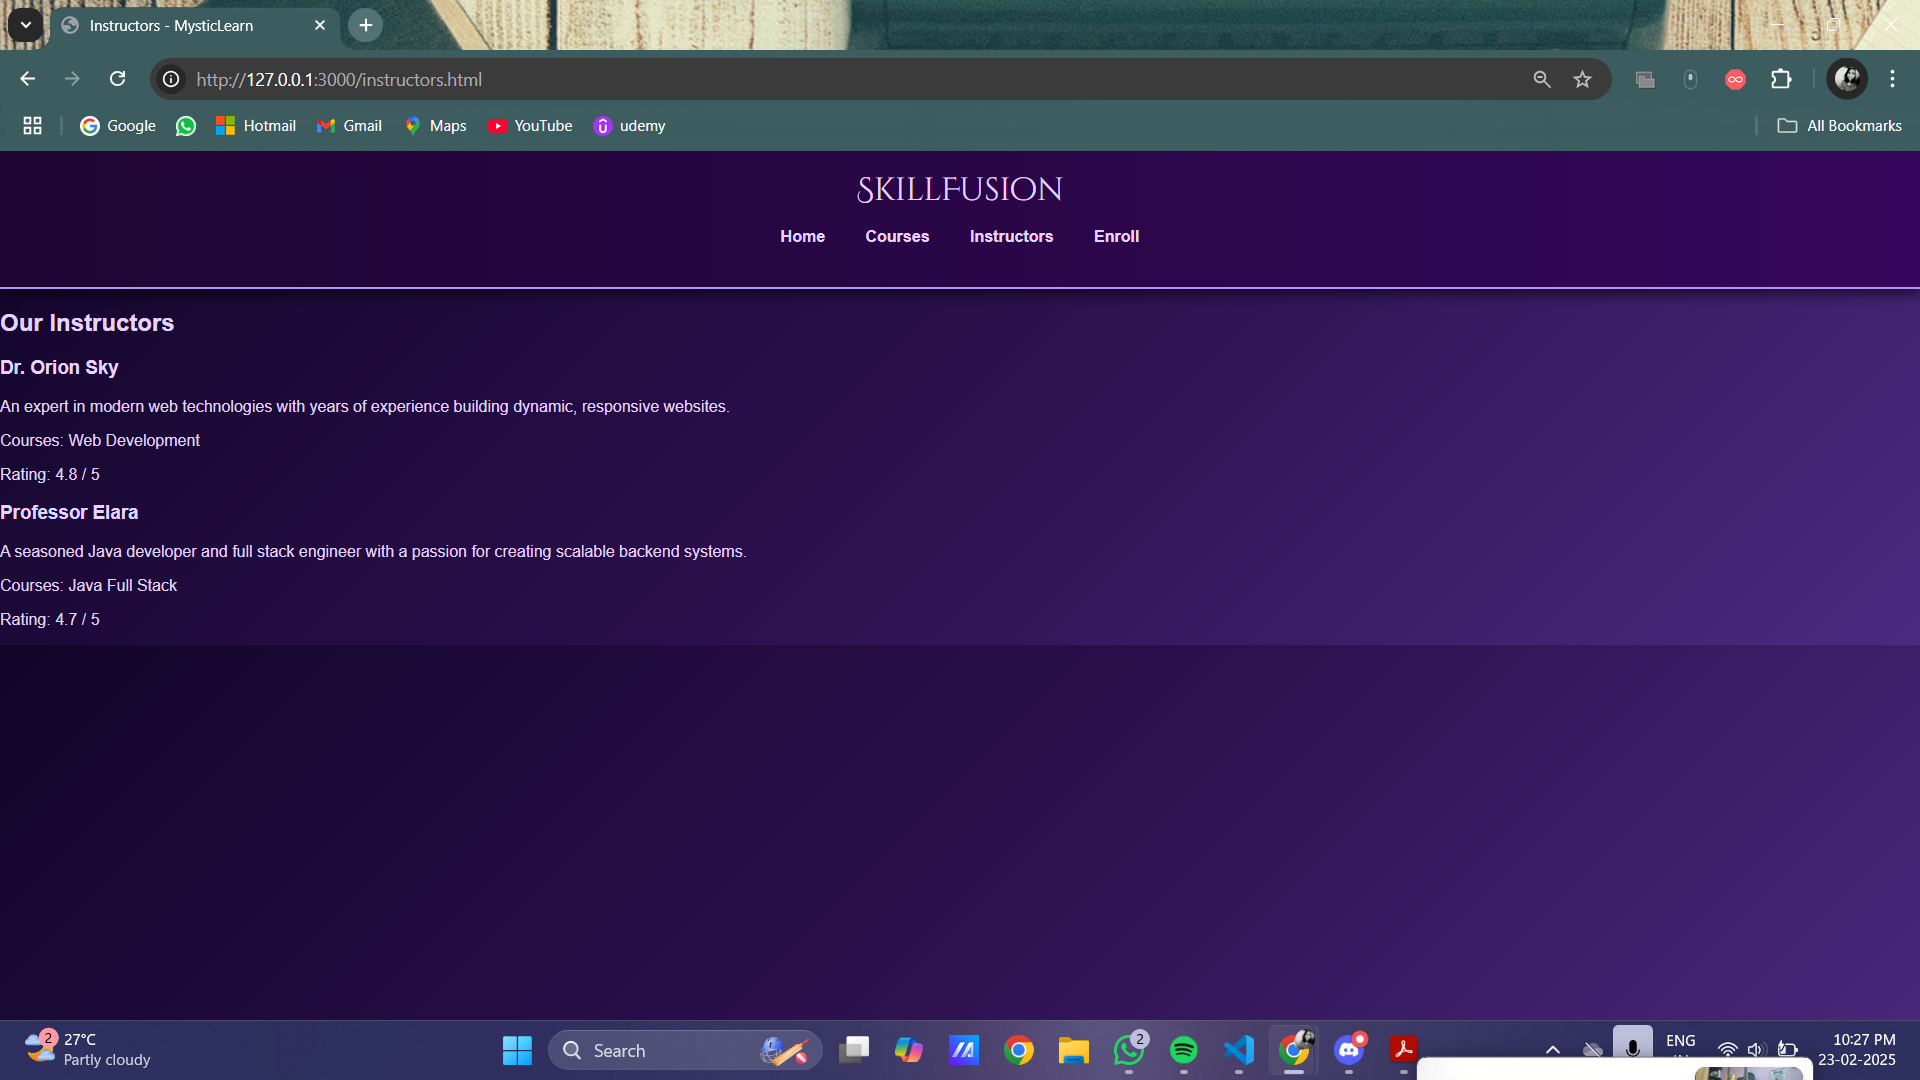 Instructors - MysticLearn
http://127.0.0.1:3000/instructors.html
Google
Hotmail
Gmail
Maps
YouTube
udemy
All Bookmarks
SkillFusion
Home
Courses
Instructors
Enroll
Our Instructors
Dr. Orion Sky
An expert in modern web technologies with years of experience building dynamic, responsive websites.
Courses: Web Development
Rating: 4.8 / 5
Professor Elara
A seasoned Java developer and full stack engineer with a passion for creating scalable backend systems.
Courses: Java Full Stack
Rating: 4.7 / 5
2
27°C
Partly cloudy
Search
2
ENG
10:27 PM
23-02-2025